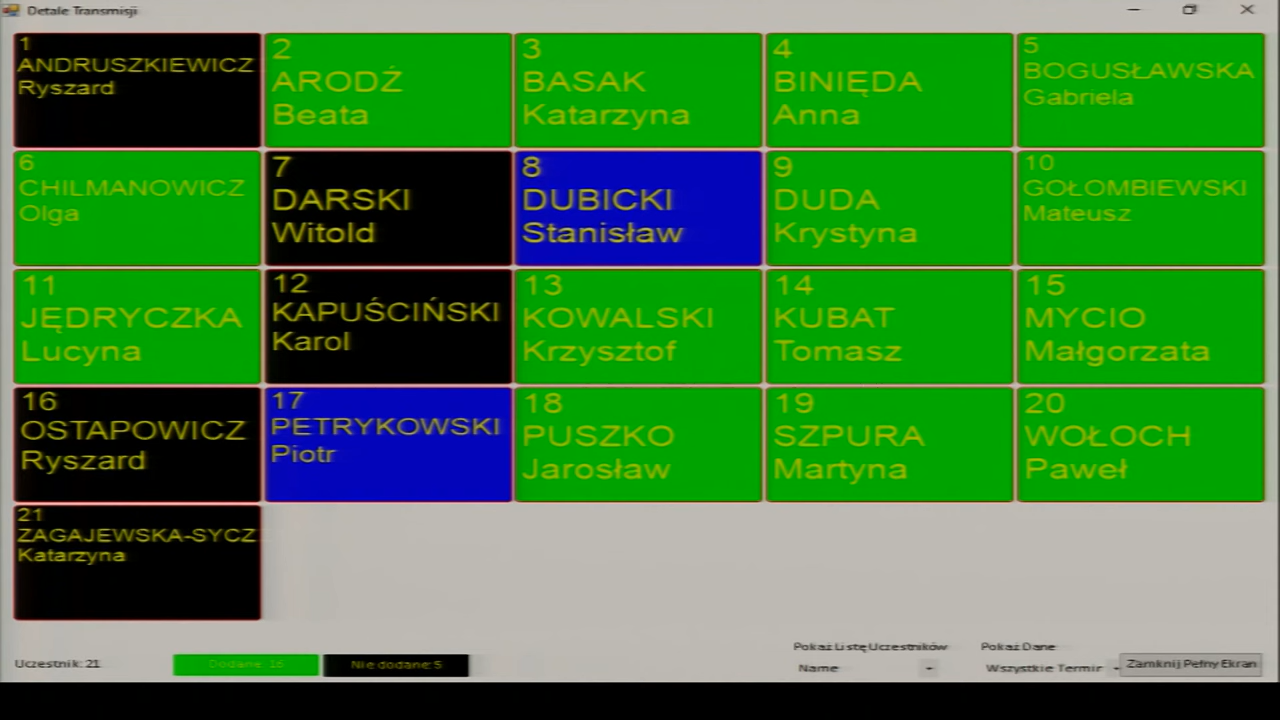 Detale Transmisji
1
ANDRUSZKIEWICZ
Ryszard
2
ARODŹ
Beata
3
BASAK
Katarzyna
4
BINIĘDA
Anna
5
BOGUSŁAWSKA
Gabriela
6
CHILMANOWICZ
Olga
7
DARSKI
Witold
8
DUBICKI
Stanisław
9
DUDA
Krystyna
10
GOŁOMBIEWSKI
Mateusz
11
JĘDRYCZKA
Lucyna
12
KAPUŚCIŃSKI
Karol
13
KOWALSKI
Krzysztof
14
KUBAT
Tomasz
15
MYCIO
Małgorzata
16
OSTAPOWICZ
Ryszard
17
PETRYKOWSKI
Piotr
18
PUSZKO
Jarosław
19
SZPURA
Martyna
20
WOŁOCH
Paweł
21
ZAGAJEWSKA-SYCZ
Katarzyna
Uczestnik: 21
Dodane: 16
Nie dodane: 5
Pokaż Listę Uczestników
Name
Pokaż Dane
Wszystkie Termir
Zamknij Pełny Ekran